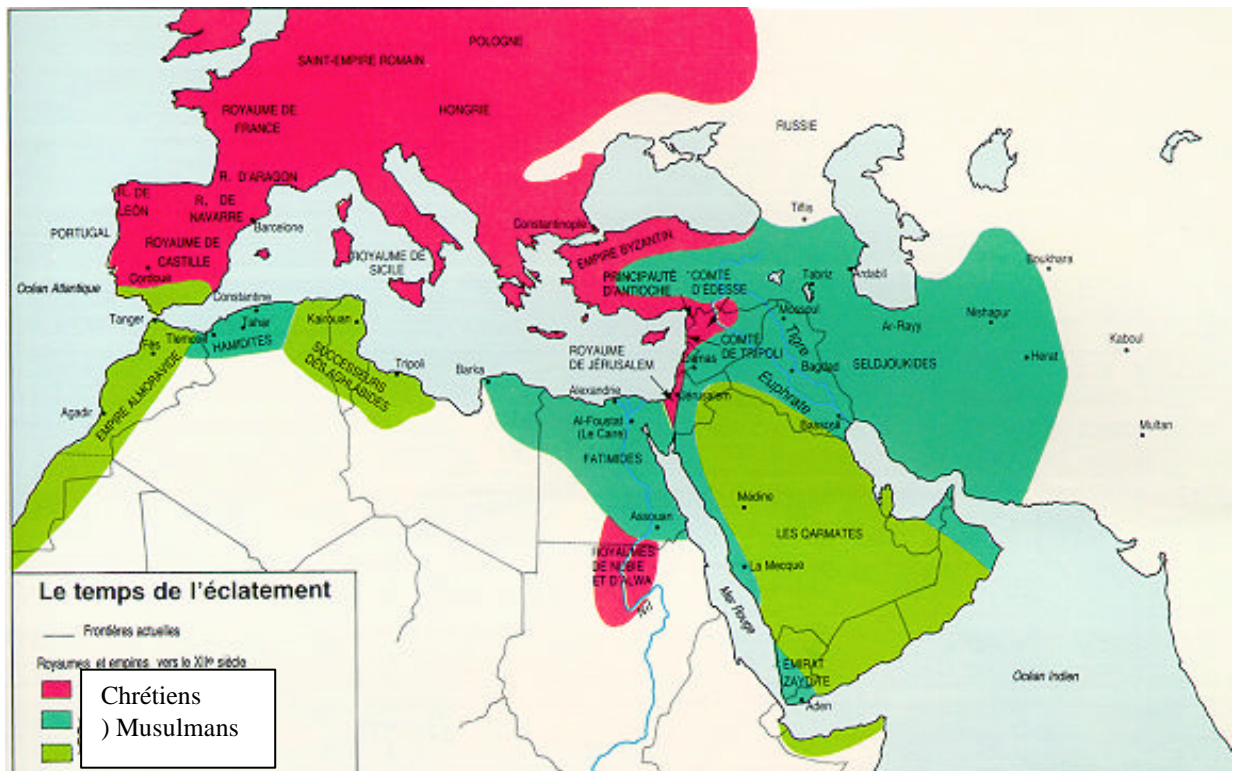 POLOGNE
SAINT-EMPIRE ROMAIN
ROYAUME DE
FRANCE
HONGRIE
RUSSIE
R. D'ARAGON
R. DE
LEÓN
R. DE
NAVARRE
Barcelone
PORTUGAL
ROYAUME DE
CASTILLE
Cordoue
Océan Atlantique
Constantinople
EMPIRE BYZANTIN
ROYAUME DE
SICILE
PRINCIPAUTÉ
D'ANTIOCHE
COMTÉ
D'ÉDESSE
Tiflis
Tabriz
Ardabil
Boukhara
Constantine
Tanger
Tlemcen
Tahar
HAMIDITES
Fès
Kairouan
SUCCESSEURS
DES AGHLABIDES
Tripoli
Barka
Agadir
EMPIRE ALMORAVIDE
ROYAUME
DE JÉRUSALEM
COMTÉ
DE TRIPOLI
Damas
Mossoul
Tigre
Bagdad
Euphrate
SELDJOUKIDES
Ar-Rayy
Nishapur
Herat
Kaboul
Multan
Alexandrie
Jérusalem
Al-Foustat
(Le Caire)
Bassora
FATIMIDES
Assouan
Médine
LES QARMATES
La Mecque
ROYAUMES
DE NUBIE
ET D'ALWA
Nil
Mer Rouge
ÉMIRAT
ZAYDITE
Aden
Océan Indien
Le temps de l'éclatement
Frontières actuelles
Royaumes et empires vers le XIIe siècle
Chrétiens
) Musulmans